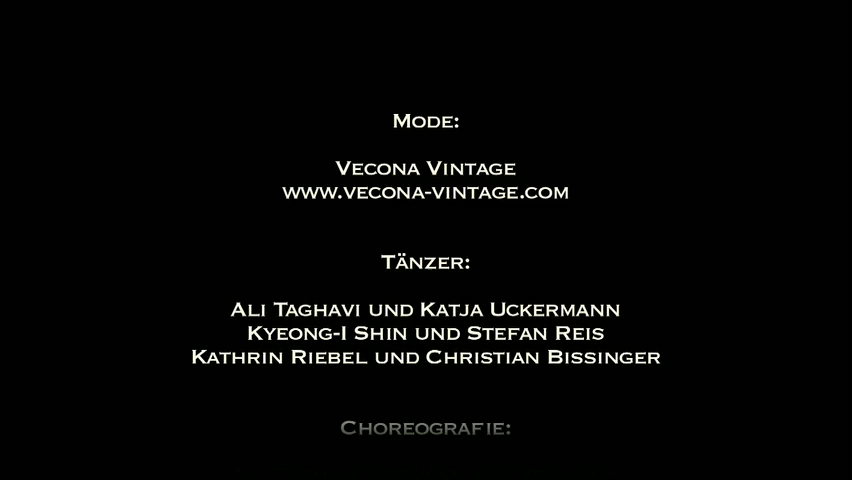 Mode:
Vecona Vintage
www.vecona-vintage.com
Tänzer:
Ali Taghavi und Katja Uckermann
Kyeong-I Shin und Stefan Reis
Kathrin Riebel und Christian Bissinger
Choreografie: